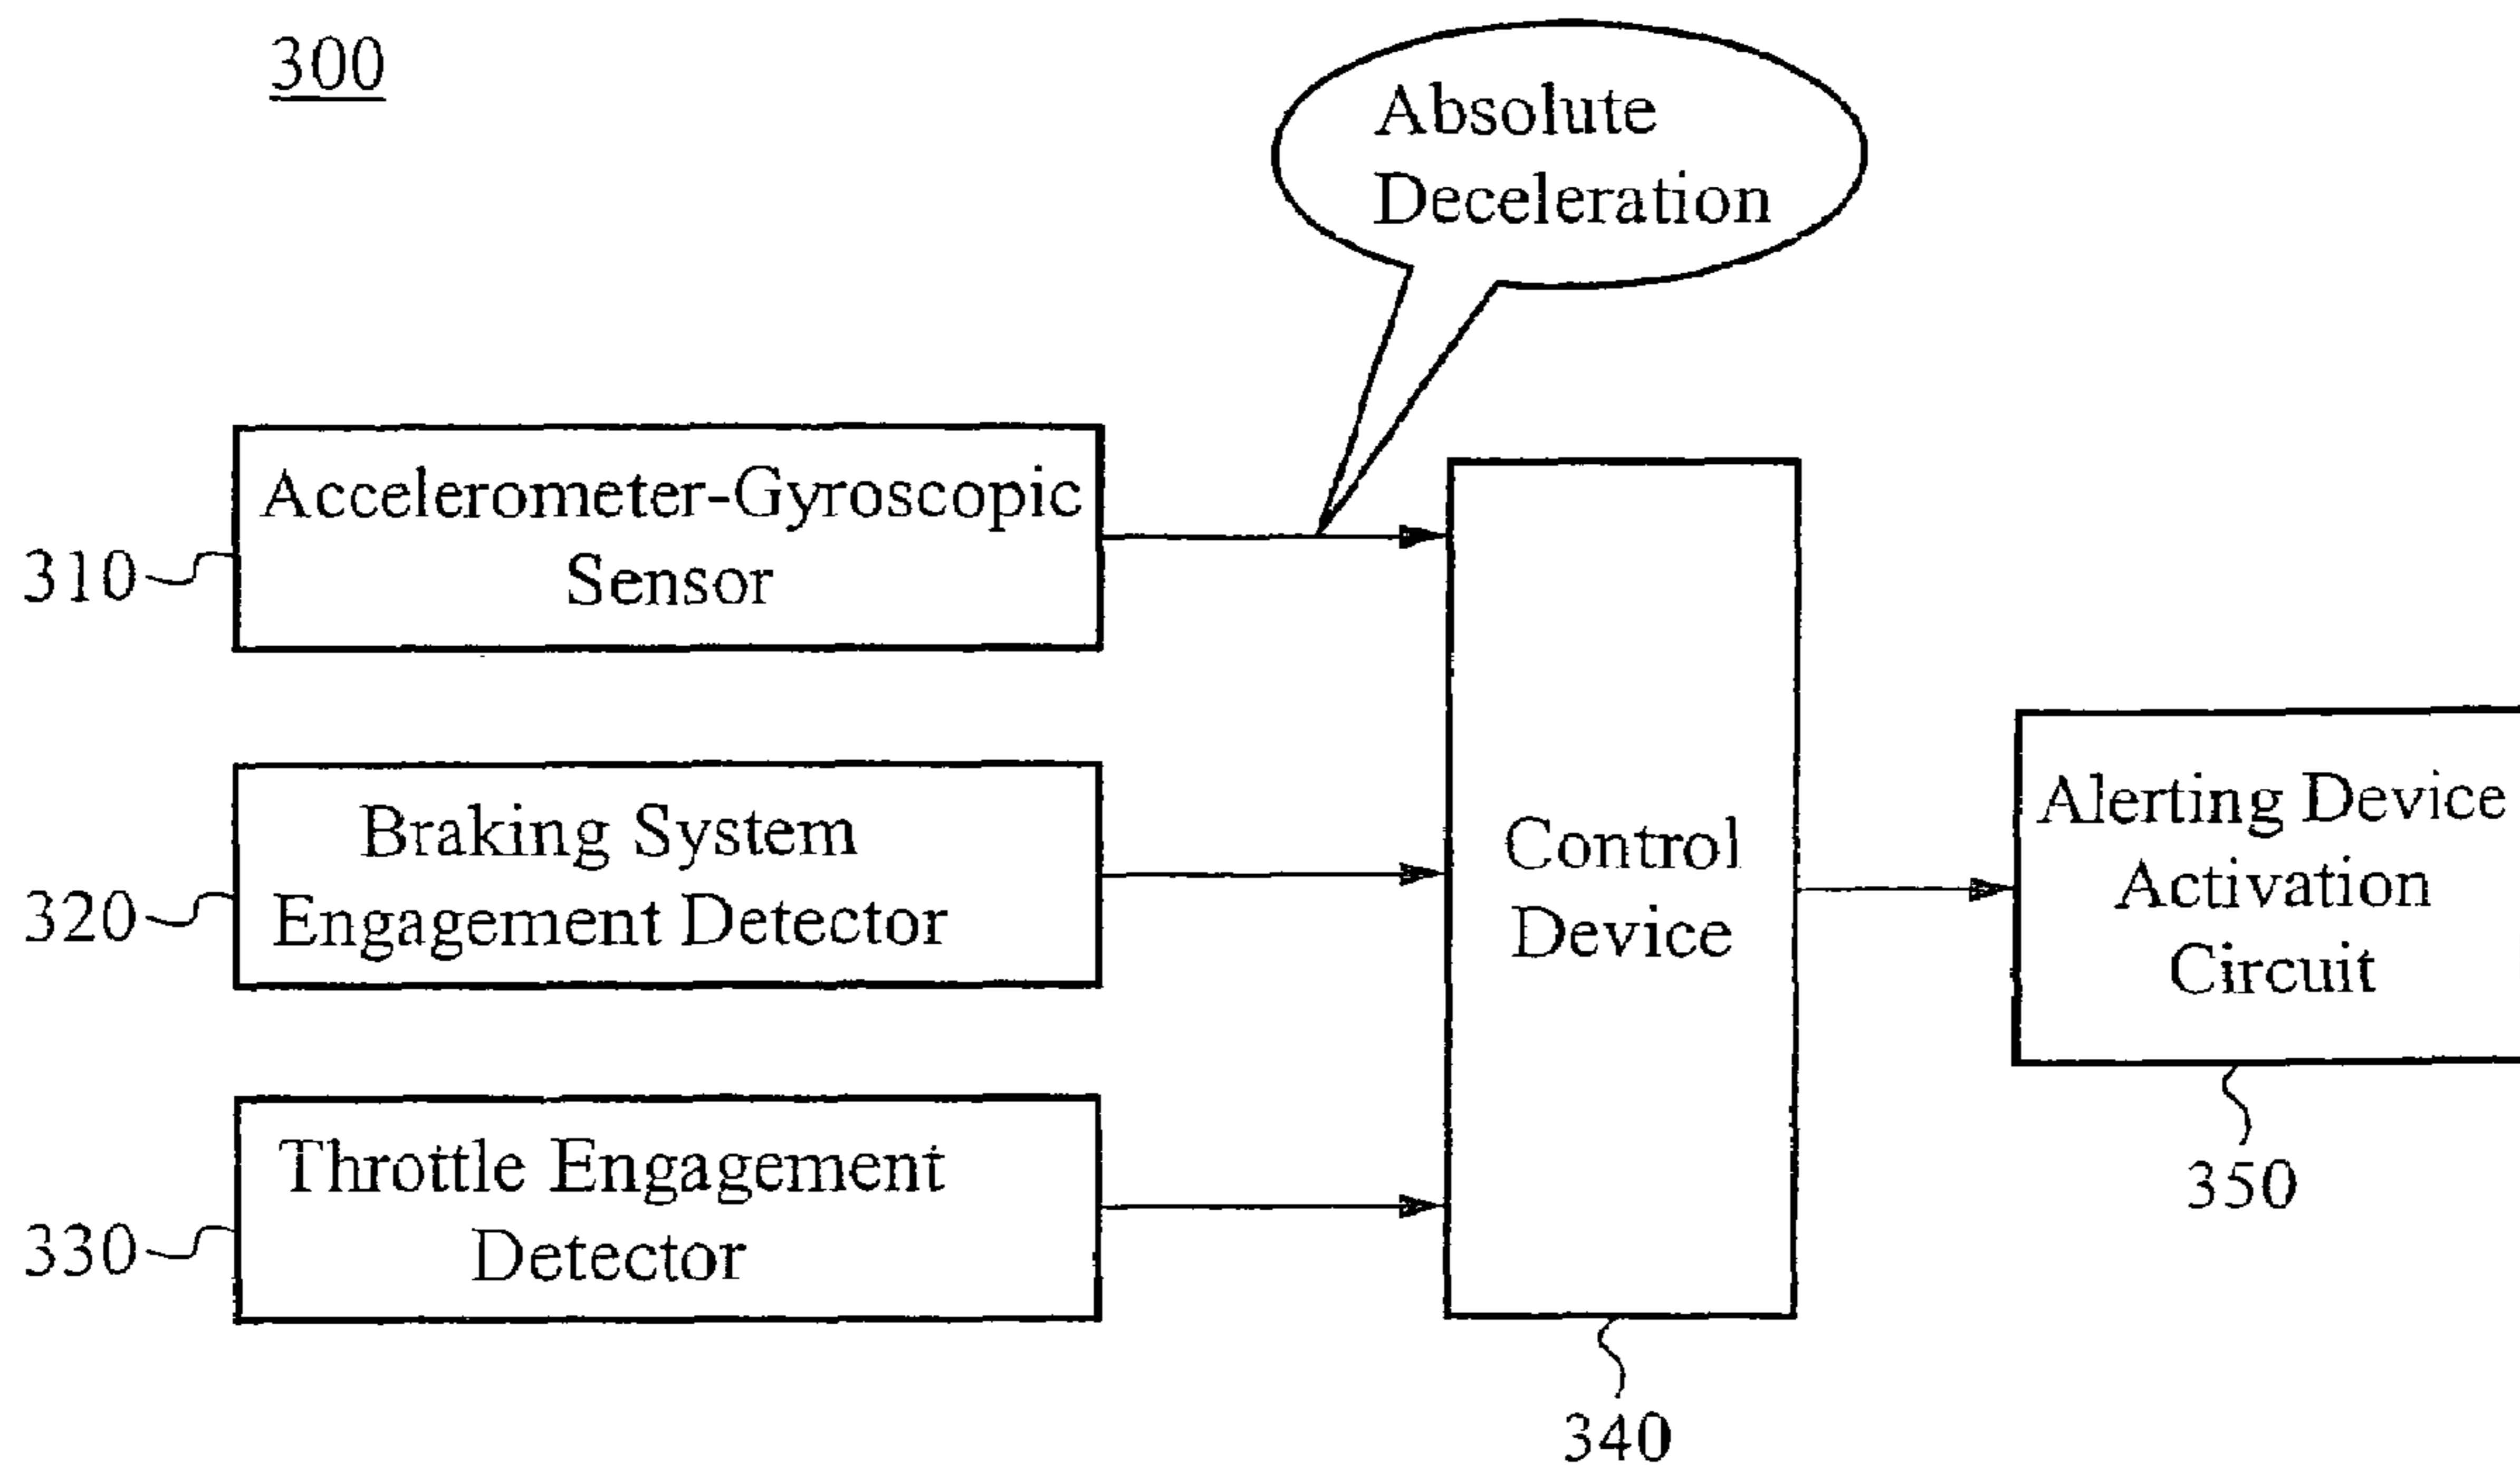 300
Absolute
Deceleration
Accelerometer-Gyroscopic
Sensor
310
Braking System
Engagement Detector
320
Throttle Engagement
Detector
330
Control
Device
340
Alerting Device
Activation
Circuit
350